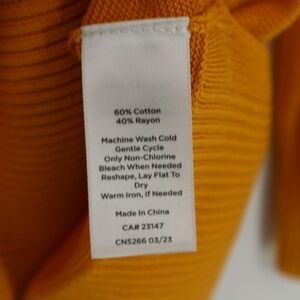 60% Cotton
40% Rayon
Machine Wash Cold
Gentle Cycle
Only Non-Chlorine
Bleach When Needed
Reshape, Lay Flat To
Dry
Warm Iron, if Needed
Made In China
CA# 23147
CN5266 03/23